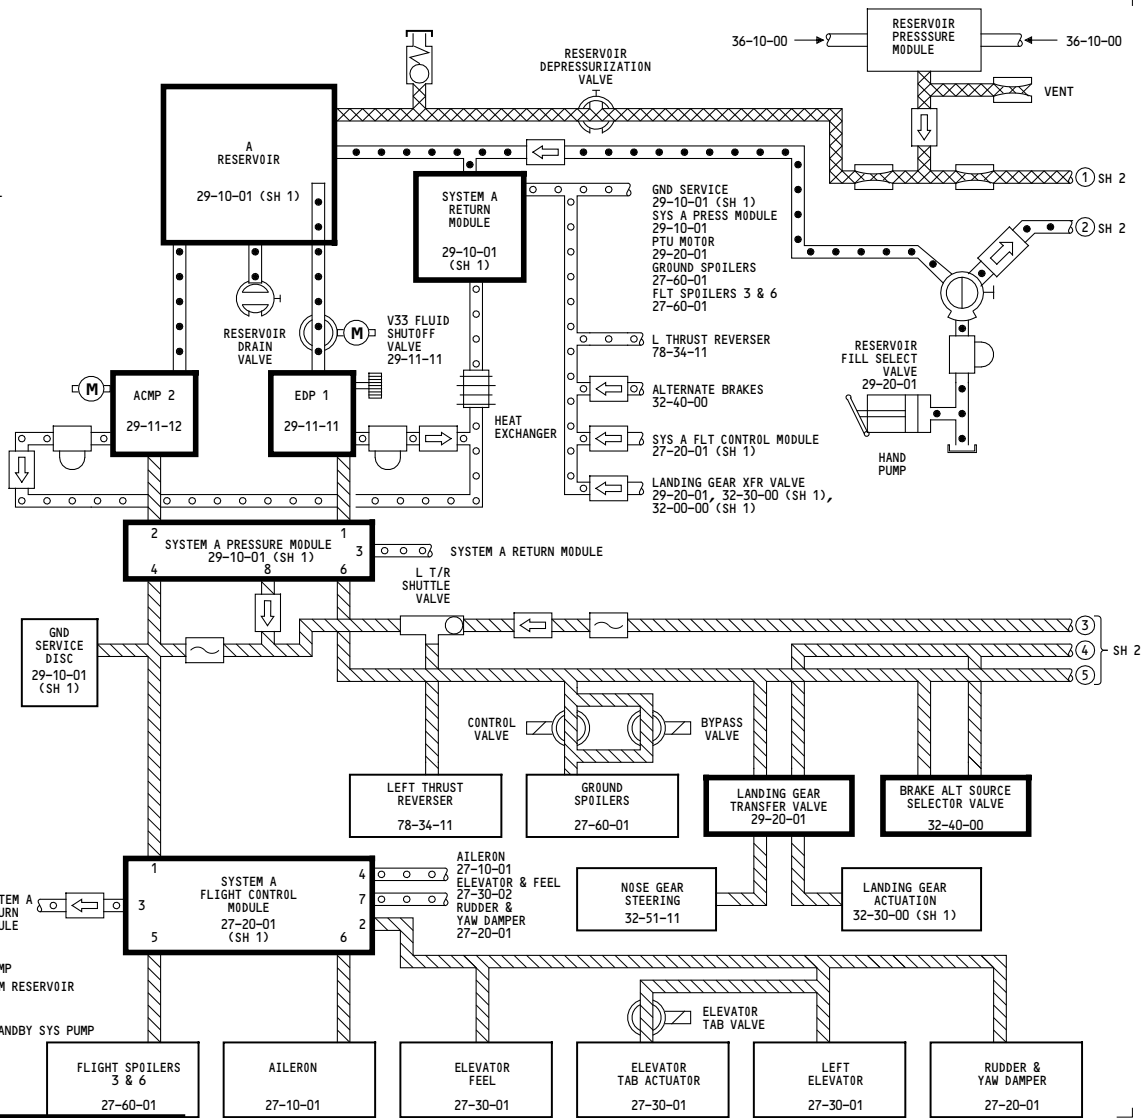 RESERVOIR
PRESSSURE
MODULE
36-10-00
36-10-00
RESERVOIR
DEPRESSURIZATION
VALVE
VENT
A
RESERVOIR
29-10-01 (SH 1)
SYSTEM A
RETURN
MODULE
29-10-01
(SH 1)
1 SH 2
2 SH 2
GND SERVICE
29-10-01 (SH 1)
SYS A PRESS MODULE
29-10-01
PTU MOTOR
29-20-01
GROUND SPOILERS
27-60-01
FLT SPOILERS 3 & 6
27-60-01
RESERVOIR
DRAIN
VALVE
M
V33 FLUID
SHUTOFF
VALVE
29-11-11
L THRUST REVERSER
78-34-11
RESERVOIR
FILL SELECT
VALVE
29-20-01
M
ACMP 2
29-11-12
EDP 1
29-11-11
HEAT
EXCHANGER
ALTERNATE BRAKES
32-40-00
SYS A FLT CONTROL MODULE
27-20-01 (SH 1)
HAND
PUMP
LANDING GEAR XFR VALVE
29-20-01, 32-30-00 (SH 1),
32-00-00 (SH 1)
2
1
SYSTEM A PRESSURE MODULE
29-10-01 (SH 1)
3
4
8
6
SYSTEM A RETURN MODULE
L T/R
SHUTTLE
VALVE
GND
SERVICE
DISC
29-10-01
(SH 1)
3
4
5
SH 2
CONTROL
VALVE
BYPASS
VALVE
LEFT THRUST
REVERSER
78-34-11
GROUND
SPOILERS
27-60-01
LANDING GEAR
TRANSFER VALVE
29-20-01
BRAKE ALT SOURCE
SELECTOR VALVE
32-40-00
1
SYSTEM A
FLIGHT CONTROL
MODULE
27-20-01
(SH 1)
4
7
2
3
5
6
AILERON
27-10-01
ELEVATOR & FEEL
27-30-02
RUDDER &
YAW DAMPER
27-20-01
NOSE GEAR
STEERING
32-51-11
LANDING GEAR
ACTUATION
32-30-00 (SH 1)
TEM A
URN
ULE
MP
M RESERVOIR
ANDBY SYS PUMP
ELEVATOR
TAB VALVE
FLIGHT SPOILERS
3 & 6
27-60-01
AILERON
27-10-01
ELEVATOR
FEEL
27-30-01
ELEVATOR
TAB ACTUATOR
27-30-01
LEFT
ELEVATOR
27-30-01
RUDDER &
YAW DAMPER
27-20-01